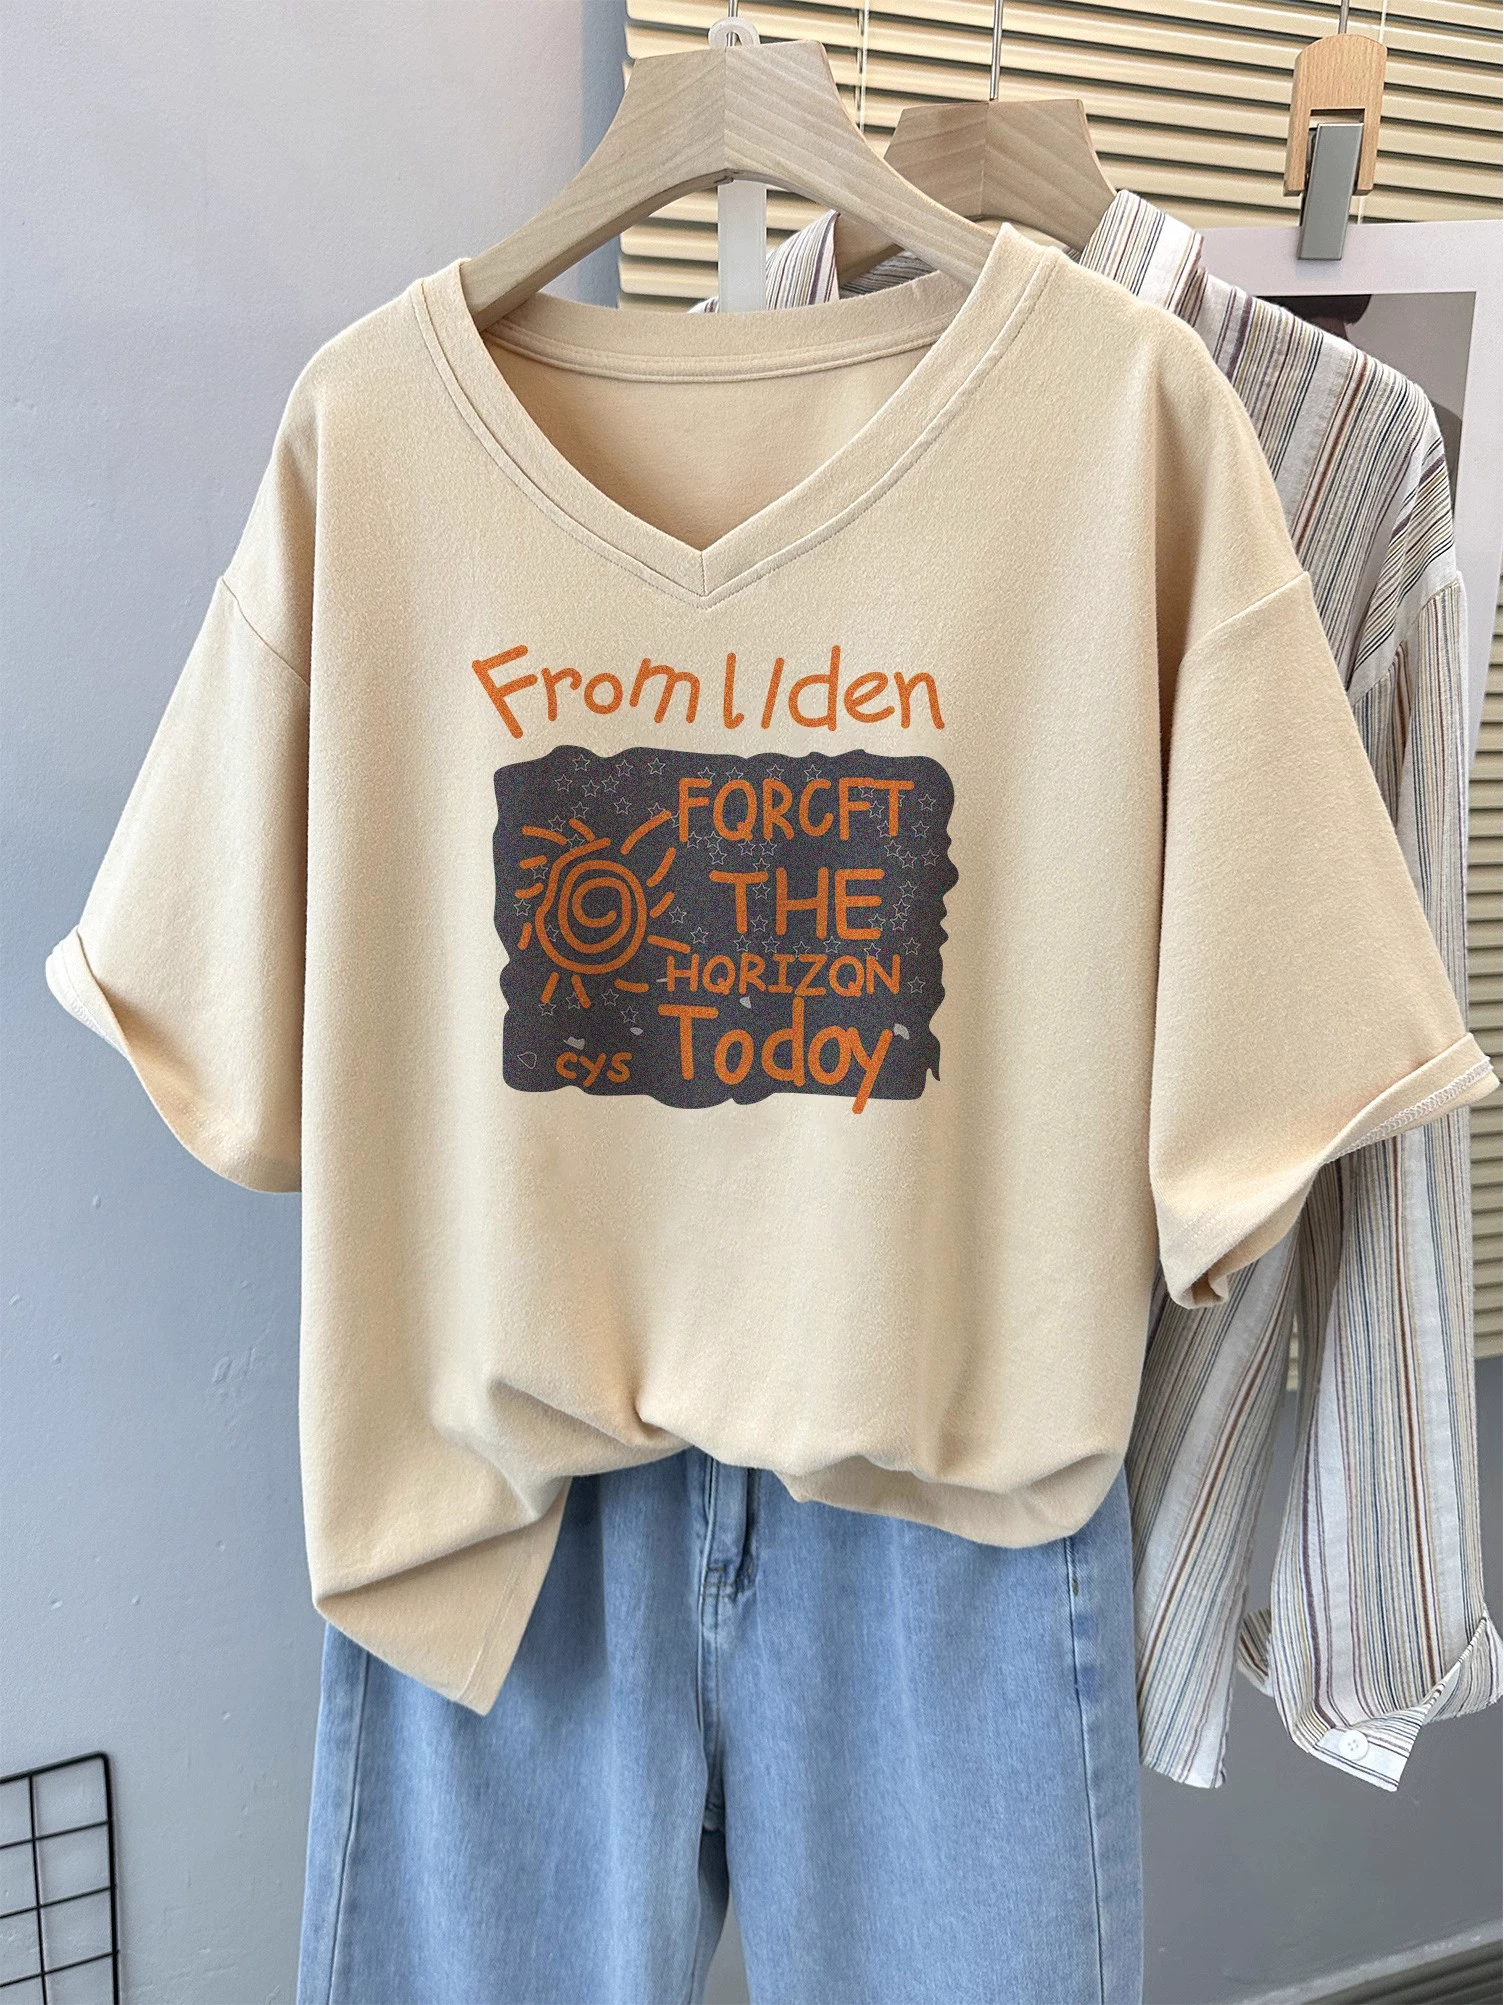 From l/den
FQRCFT
THE
HQRIZQN
Today
cys